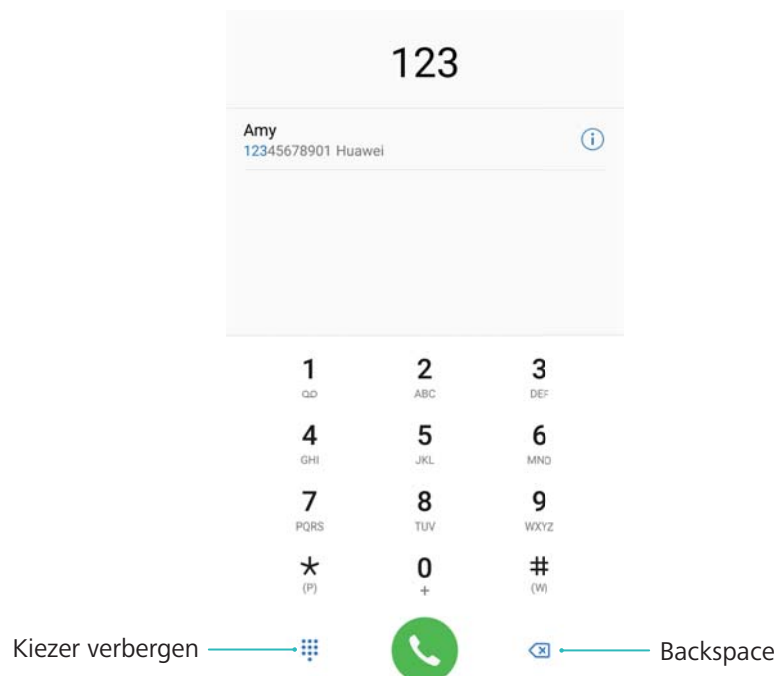 123
Amy
12345678901 Huawei
1 2 3
ABC DEF
4 5 6
GHI JKL MNO
7 8 9
PQRS TUV WXYZ
* 0 #
(P) + (W)
Kiezer verbergen Backspace